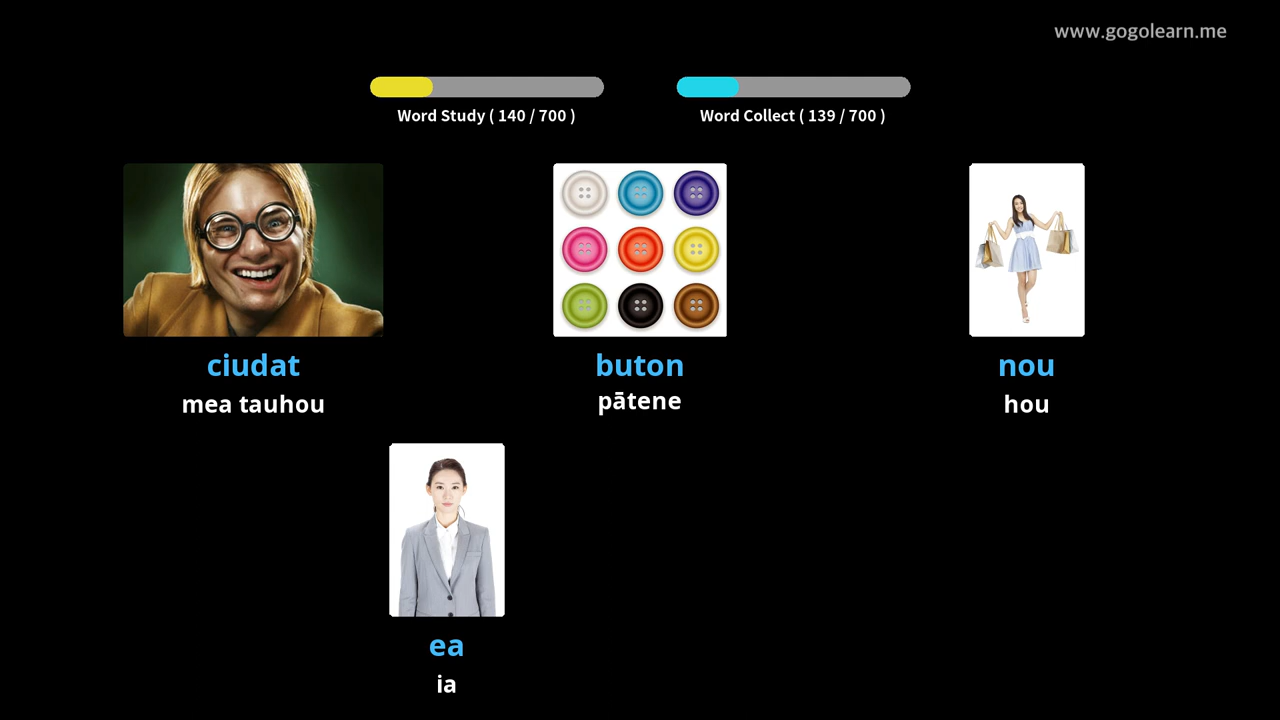 www.gogolearn.me
Word Study ( 140 / 700 )
Word Collect ( 139 / 700 )
ciudat
mea tauhou
buton
pātene
nou
hou
ea
ia